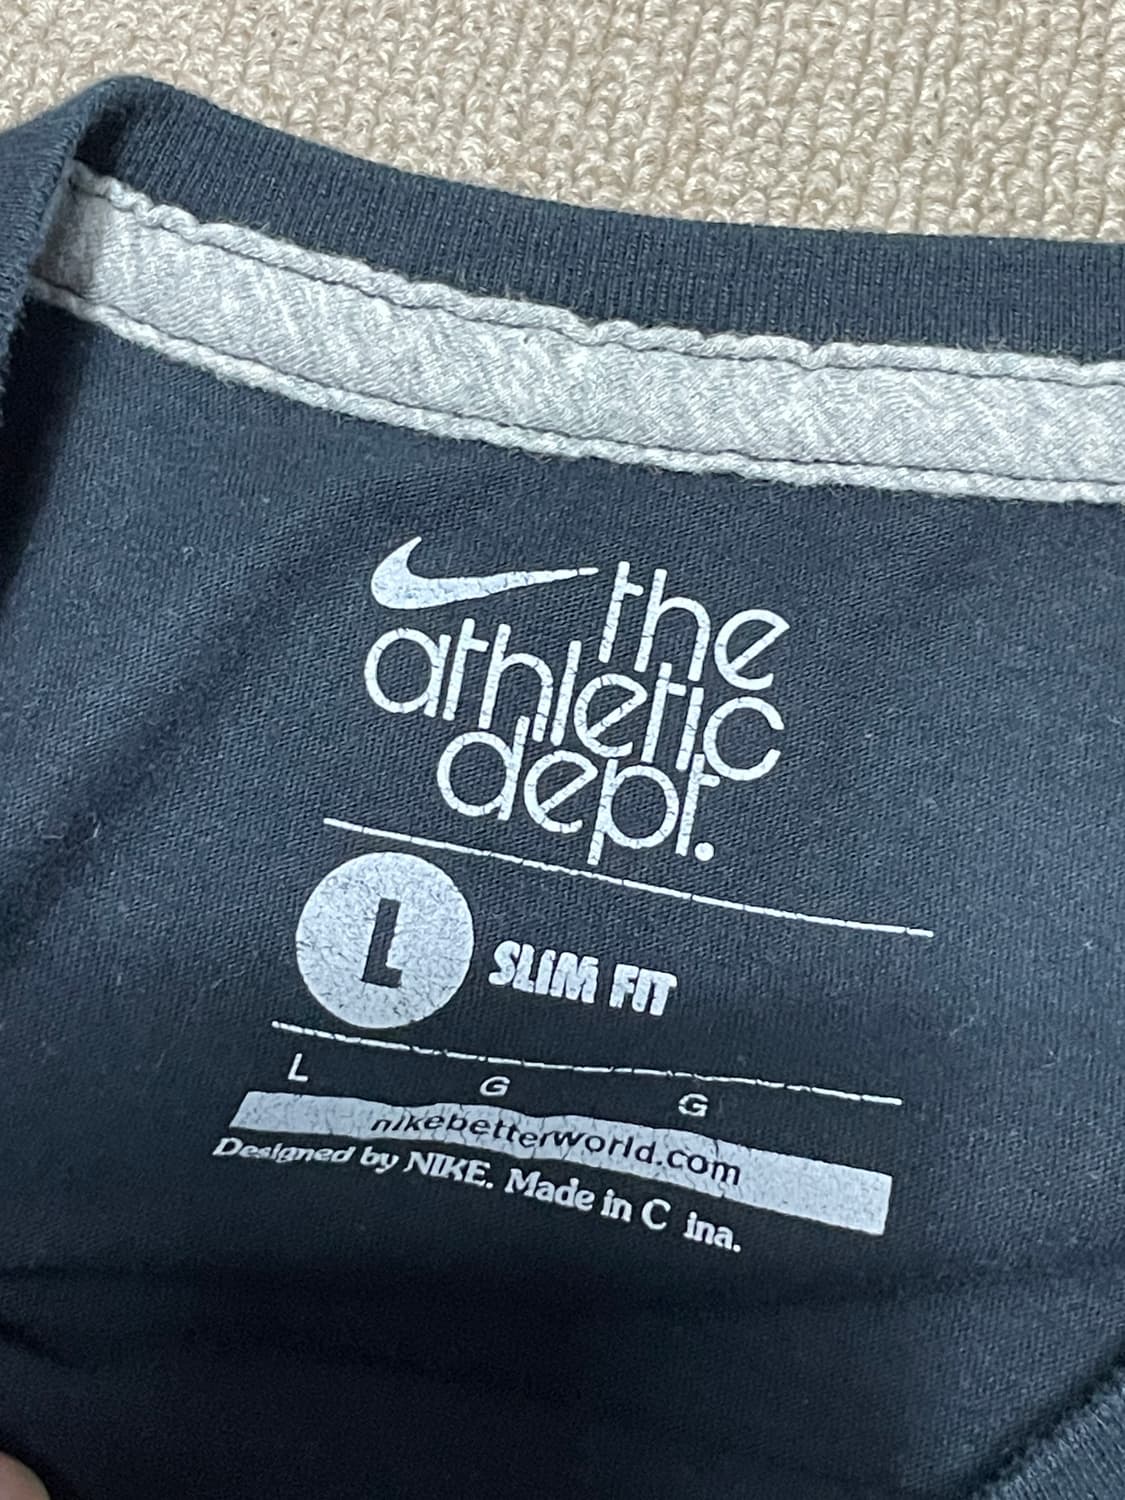 the
athletic
dept.
L SLIM FIT
L G G
nikebetterworld.com
Designed by NIKE. Made in C ina.